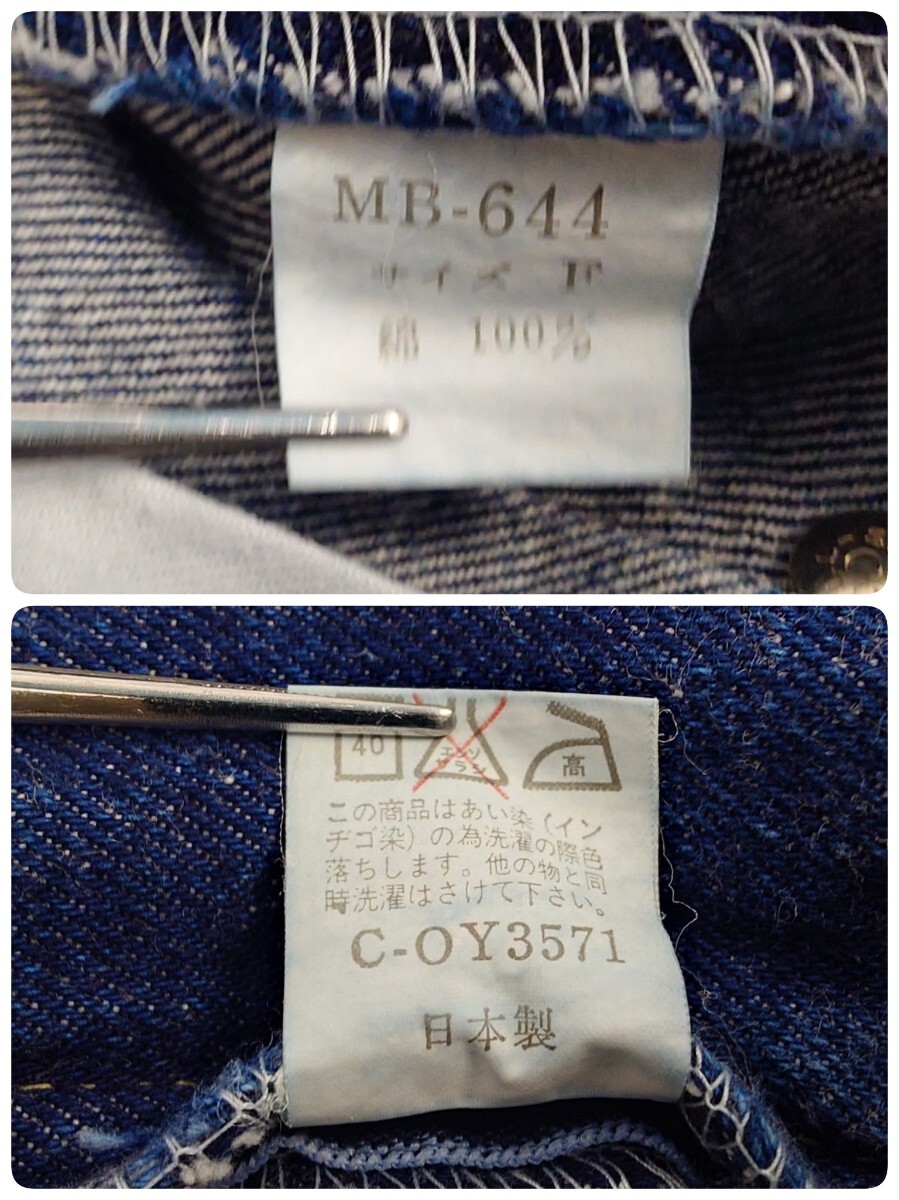 MB-644
サイズ F
綿 100%
40
エンソ
サラシ
高
この商品はあい染（イン
ヂゴ染）の為洗濯の際色
落ちします。他の物と同
時洗濯はさけて下さい。
C-OY3571
日本製